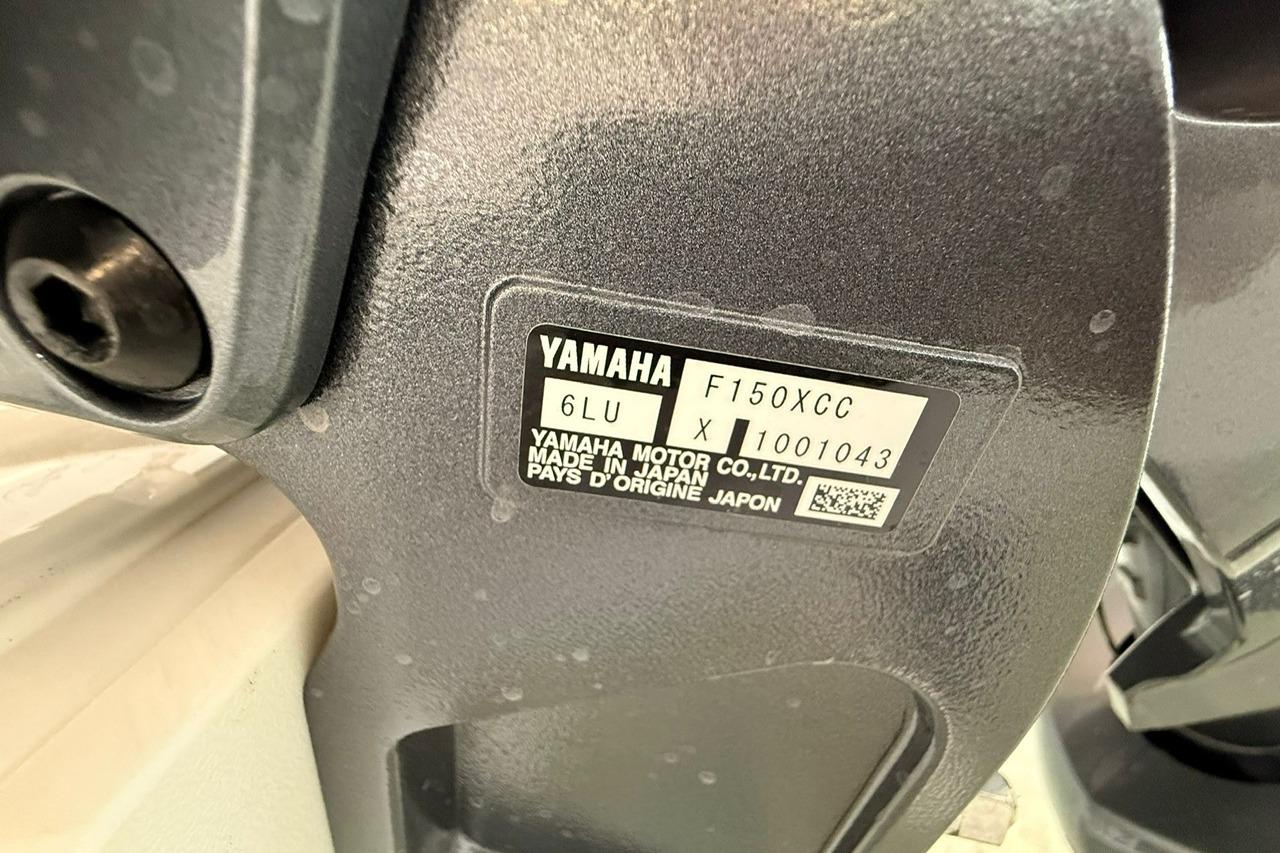 YAMAHA
F150XCC
6LU
X 1001043
YAMAHA MOTOR CO.,LTD.
MADE IN JAPAN
PAYS D'ORIGINE JAPON